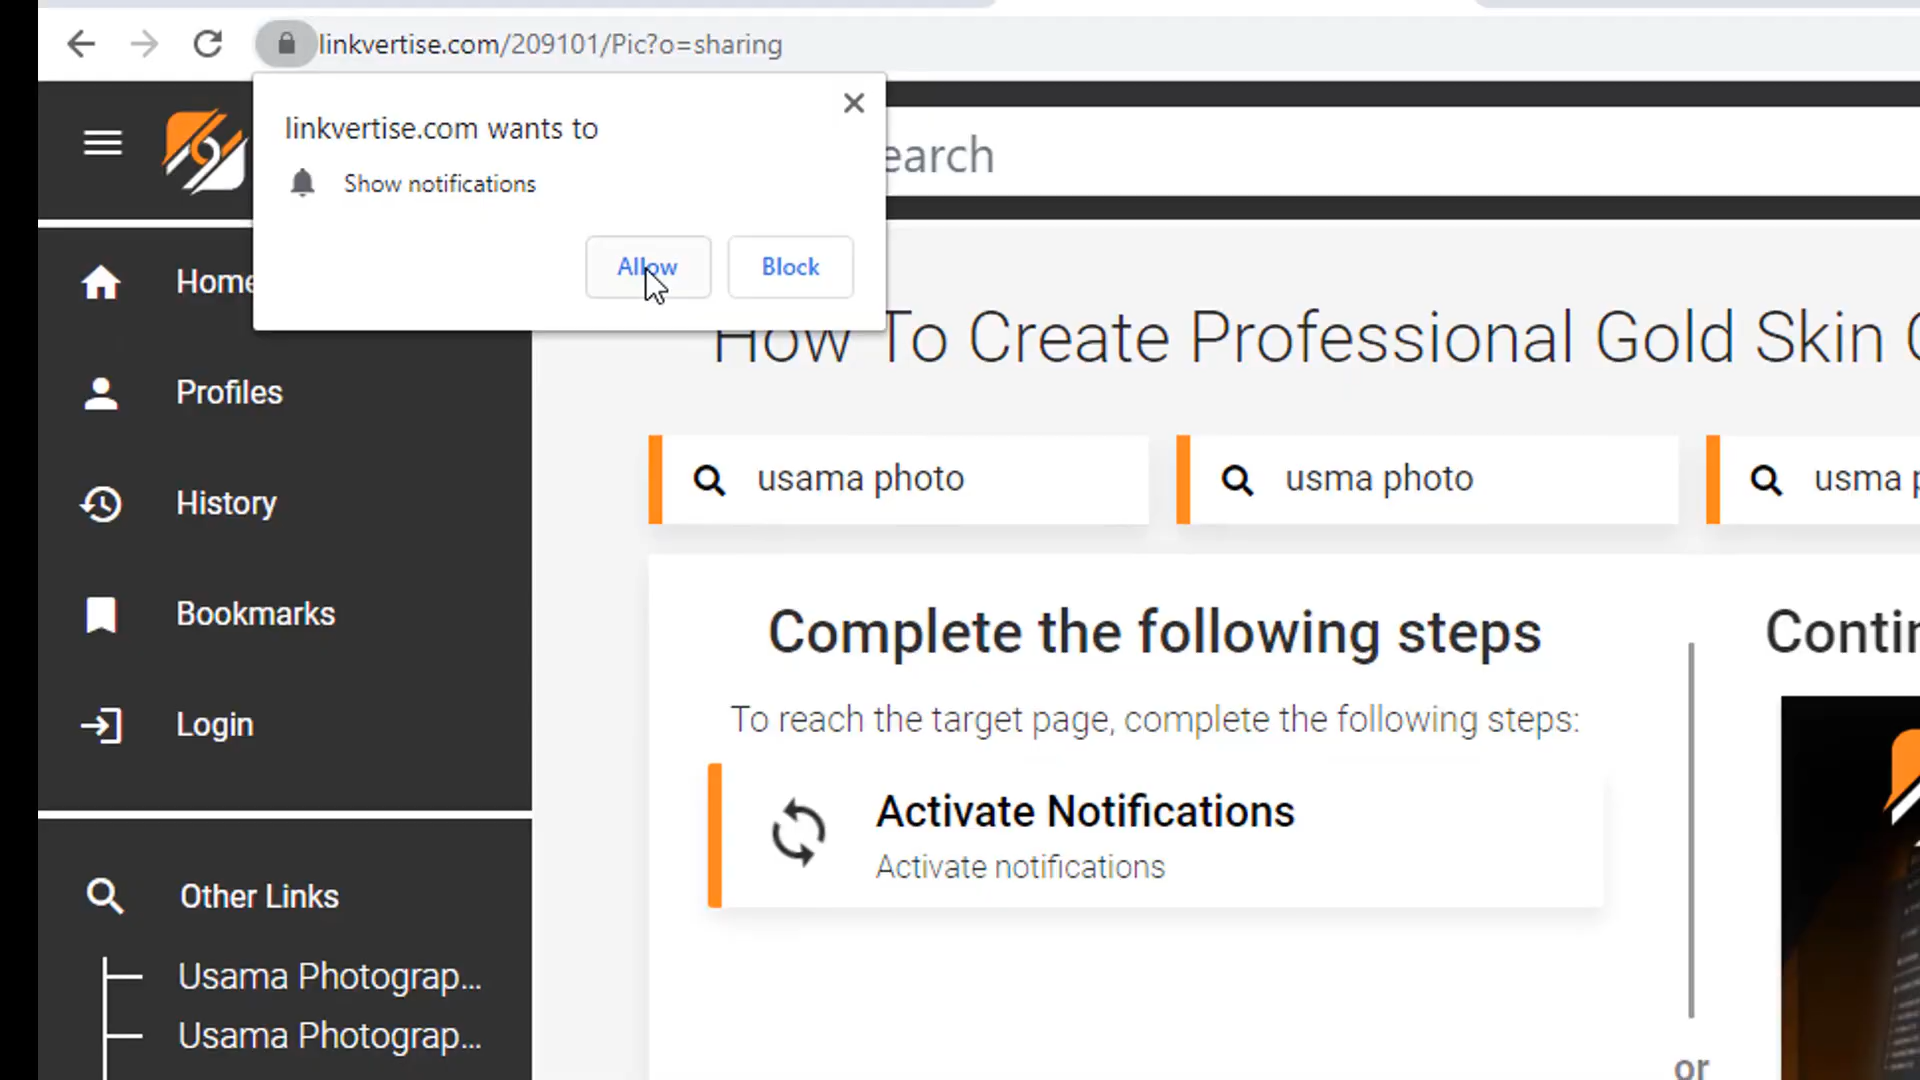 linkvertise.com/209101/Pic?o=sharing
linkvertise.com wants to
Show notifications
Allow
Block
earch
Home
Profiles
History
Bookmarks
Login
Other Links
Usama Photograp...
Usama Photograp...
How To Create Professional Gold Skin
usama photo
usma photo
usma
Complete the following steps
To reach the target page, complete the following steps:
Activate Notifications
Activate notifications
Contin
or